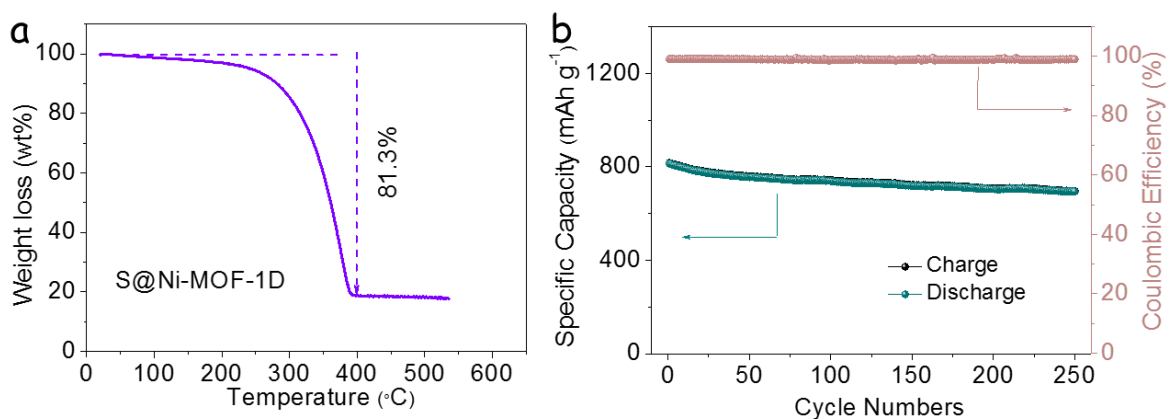 a
Weight loss (wt%)
100
80
60
40
20
0
81.3%
S@Ni-MOF-1D
0 100 200 300 400 500 600
Temperature (◦C)
b
Specific Capacity (mAh g⁻¹)
1200
800
400
0
Charge
Discharge
0 50 100 150 200 250
Cycle Numbers
100
80
60
40
20
0
Coulombic Efficiency (%)